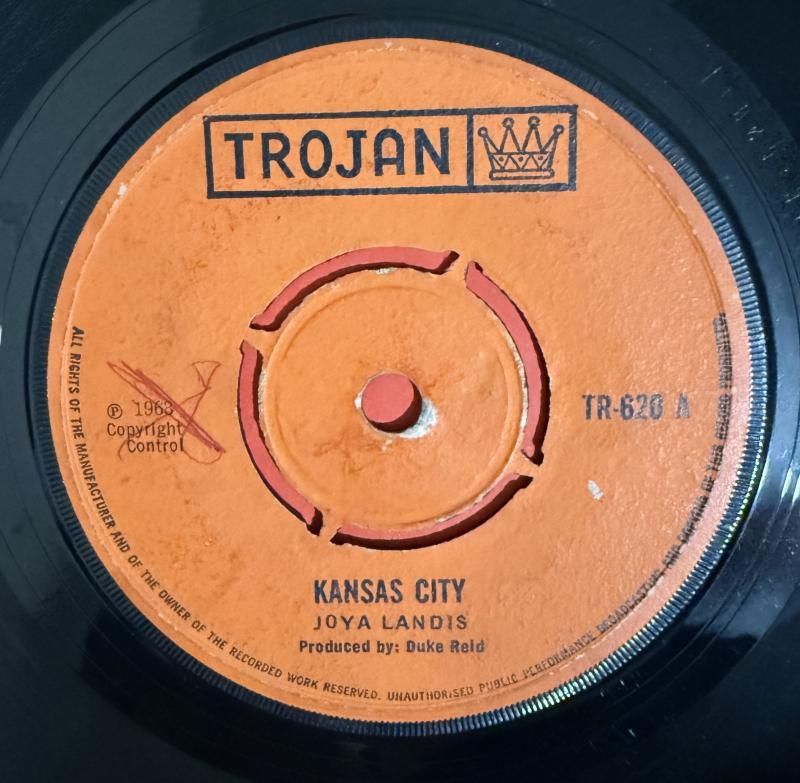 TROJAN
℗ 1968
Copyright
Control
TR-620 A
KANSAS CITY
JOYA LANDIS
Produced by: Duke Reid
ALL RIGHTS OF THE MANUFACTURER AND OF THE OWNER OF THE RECORDED WORK RESERVED. UNAUTHORISED PUBLIC PERFORMANCE BROADCASTING AND COPYING OF THIS RECORD PROHIBITED